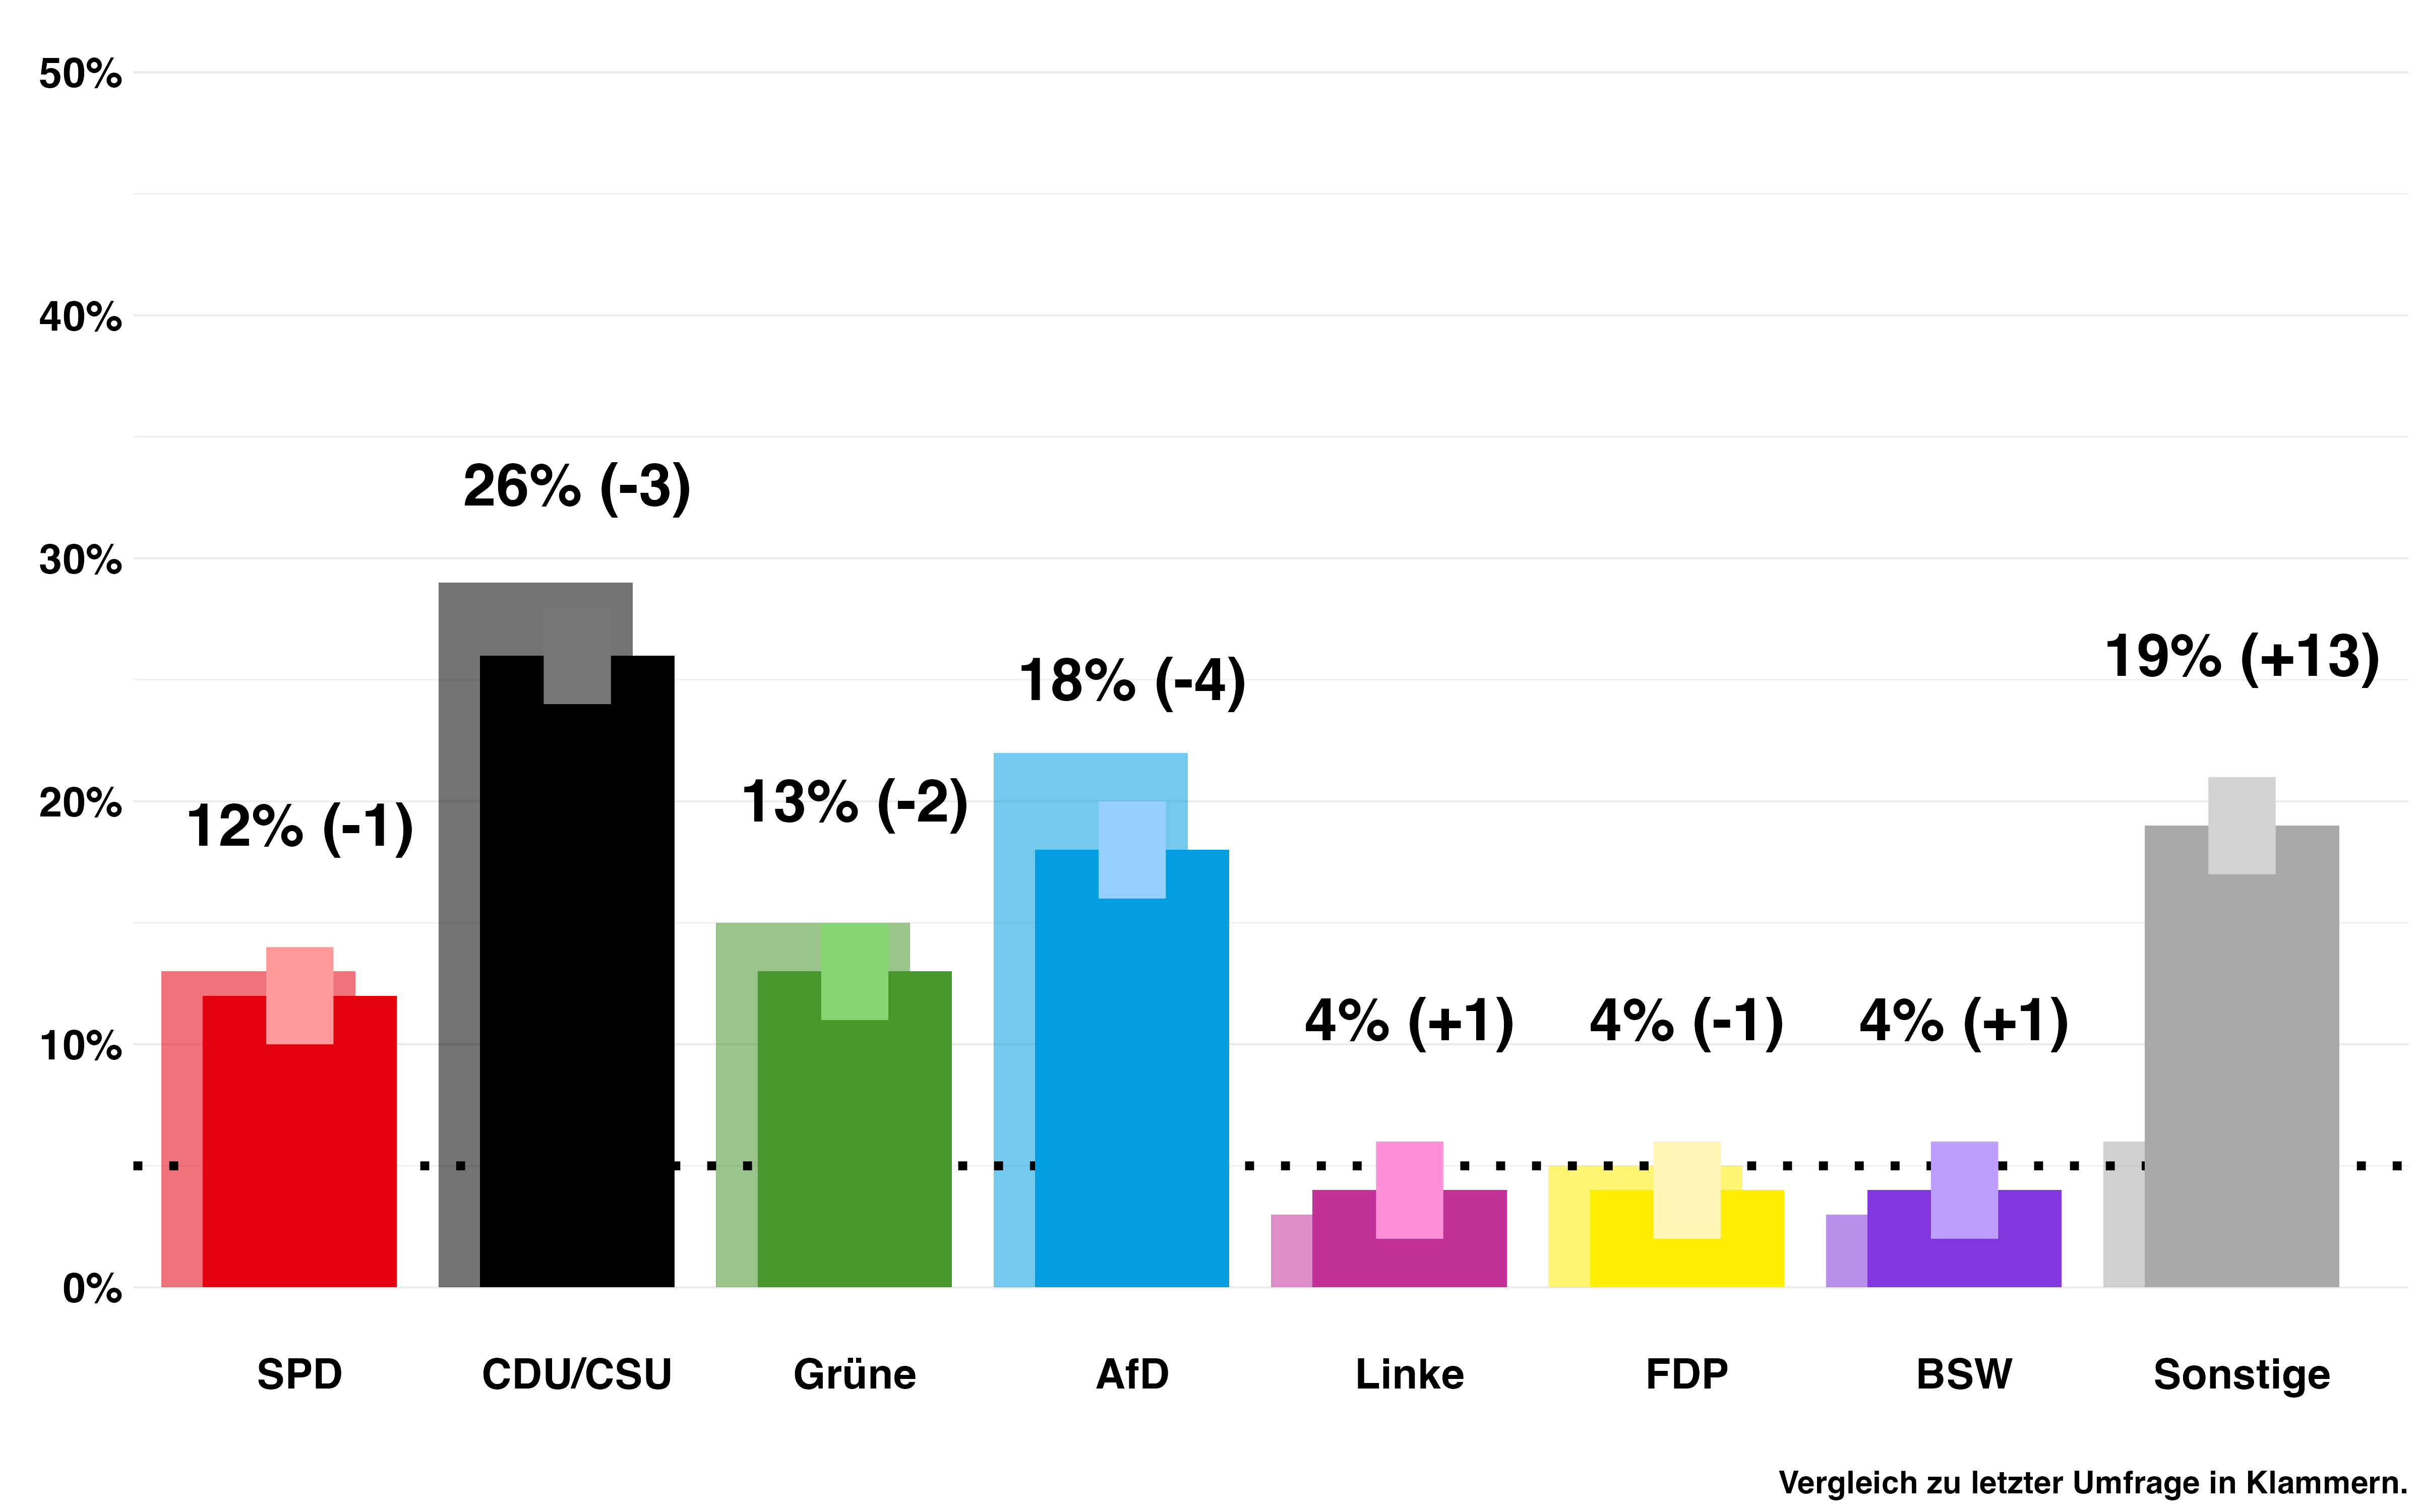 50%
40%
30%
20%
10%
0%
12% (-1)
26% (-3)
13% (-2)
18% (-4)
4% (+1)
4% (-1)
4% (+1)
19% (+13)
SPD
CDU/CSU
Grüne
AfD
Linke
FDP
BSW
Sonstige
Vergleich zu letzter Umfrage in Klammern.